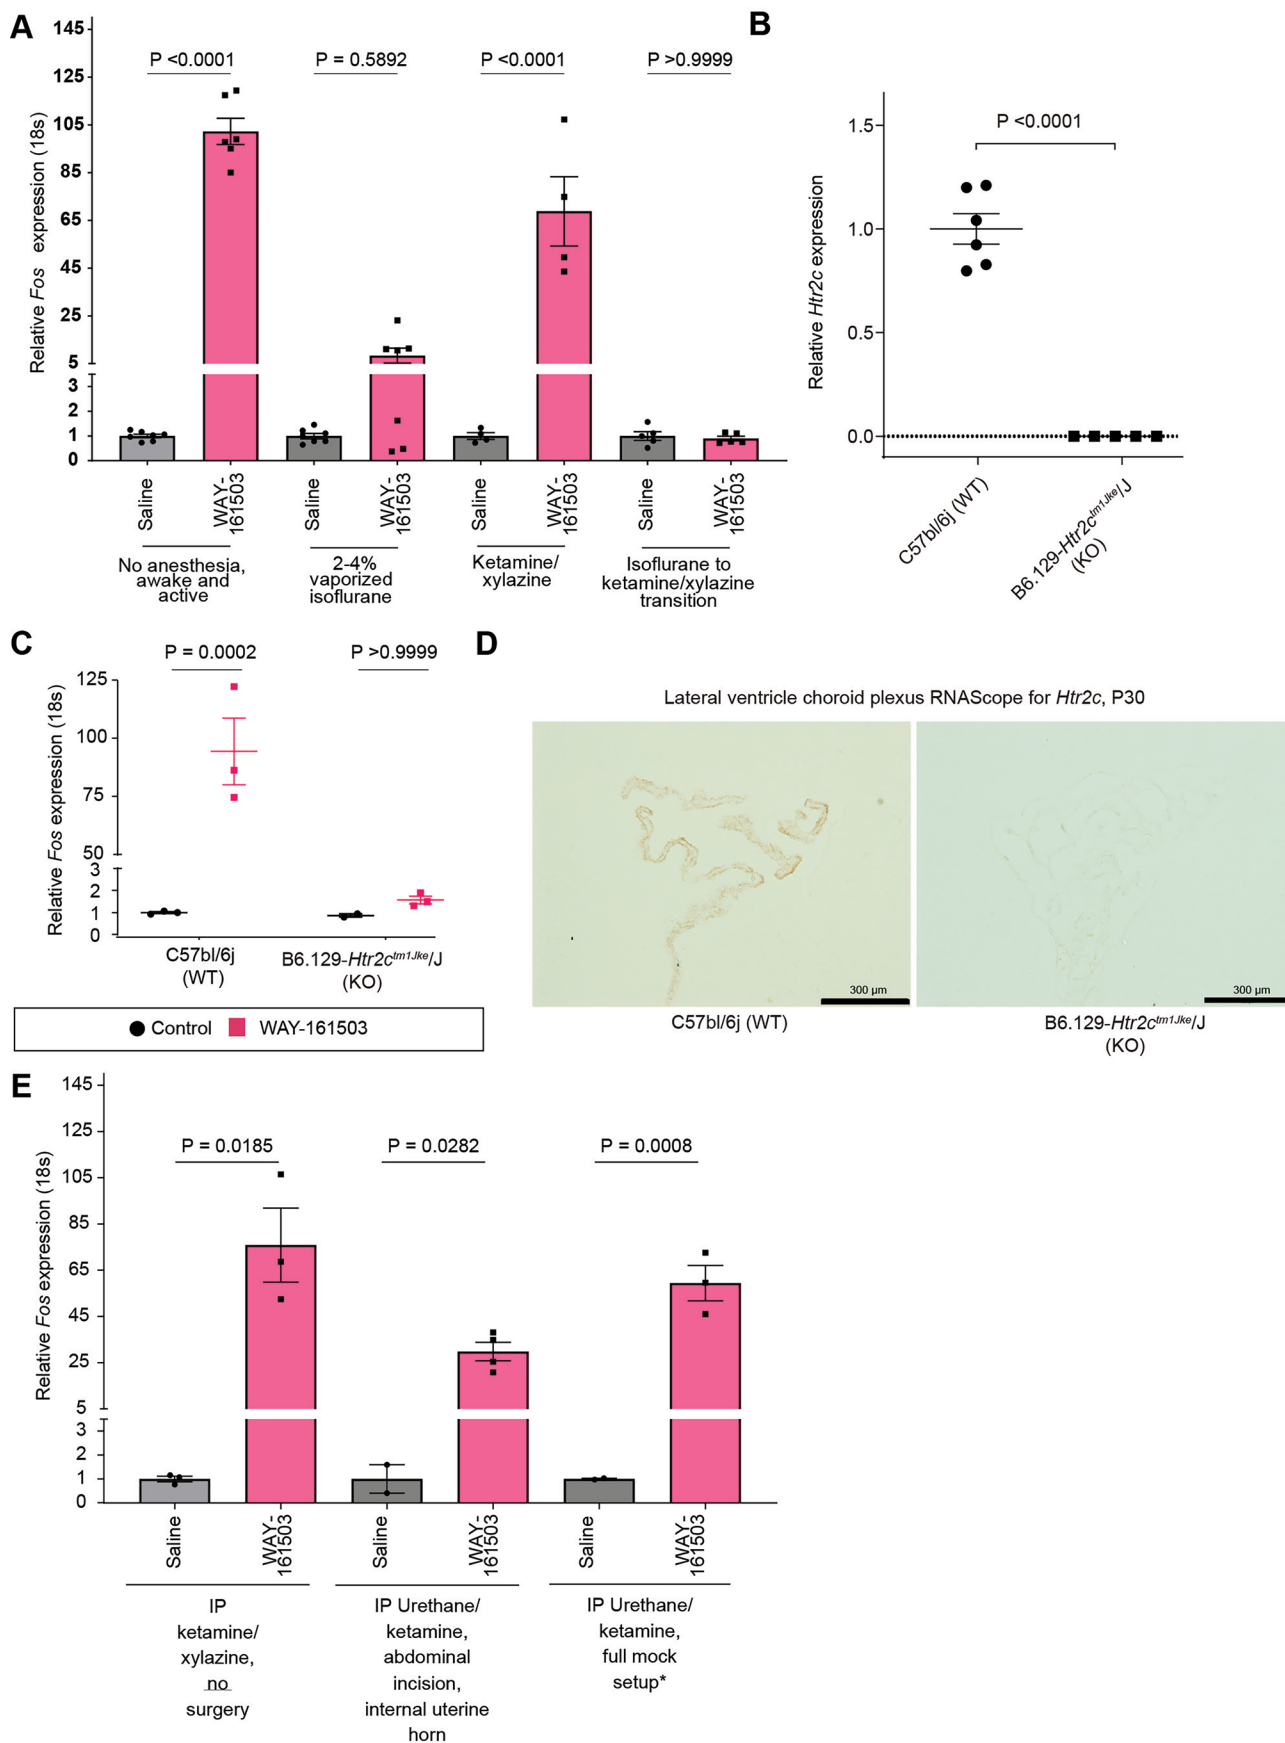 A
145
125
105
85
65
45
25
5
3
2
1
0
Relative Fos expression (18s)
P <0.0001
P = 0.5892
P <0.0001
P >0.9999
Saline
WAY-
161503
Saline
WAY-
161503
Saline
WAY-
161503
Saline
WAY-
161503
No anesthesia,
awake and
active
2-4%
vaporized
isoflurane
Ketamine/
xylazine
Isoflurane to
ketamine/xylazine
transition
B
1.5
1.0
0.5
0.0
Relative Htr2c expression
P <0.0001
C57bl/6j (WT)
B6.129-Htr2ctm1Jke/J
(KO)
C
125
100
75
50
3
2
1
0
Relative Fos expression (18s)
P = 0.0002
P >0.9999
C57bl/6j
(WT)
B6.129-Htr2ctm1Jke/J
(KO)
Control
WAY-161503
D
Lateral ventricle choroid plexus RNAScope for Htr2c, P30
300 µm
300 µm
C57bl/6j (WT)
B6.129-Htr2ctm1Jke/J
(KO)
E
145
125
105
85
65
45
25
5
3
2
1
0
Relative Fos expression (18s)
P = 0.0185
P = 0.0282
P = 0.0008
Saline
WAY-
161503
Saline
WAY-
161503
Saline
WAY-
161503
IP
ketamine/
xylazine,
no
surgery
IP Urethane/
ketamine,
abdominal
incision,
internal uterine
horn
IP Urethane/
ketamine,
full mock
setup*